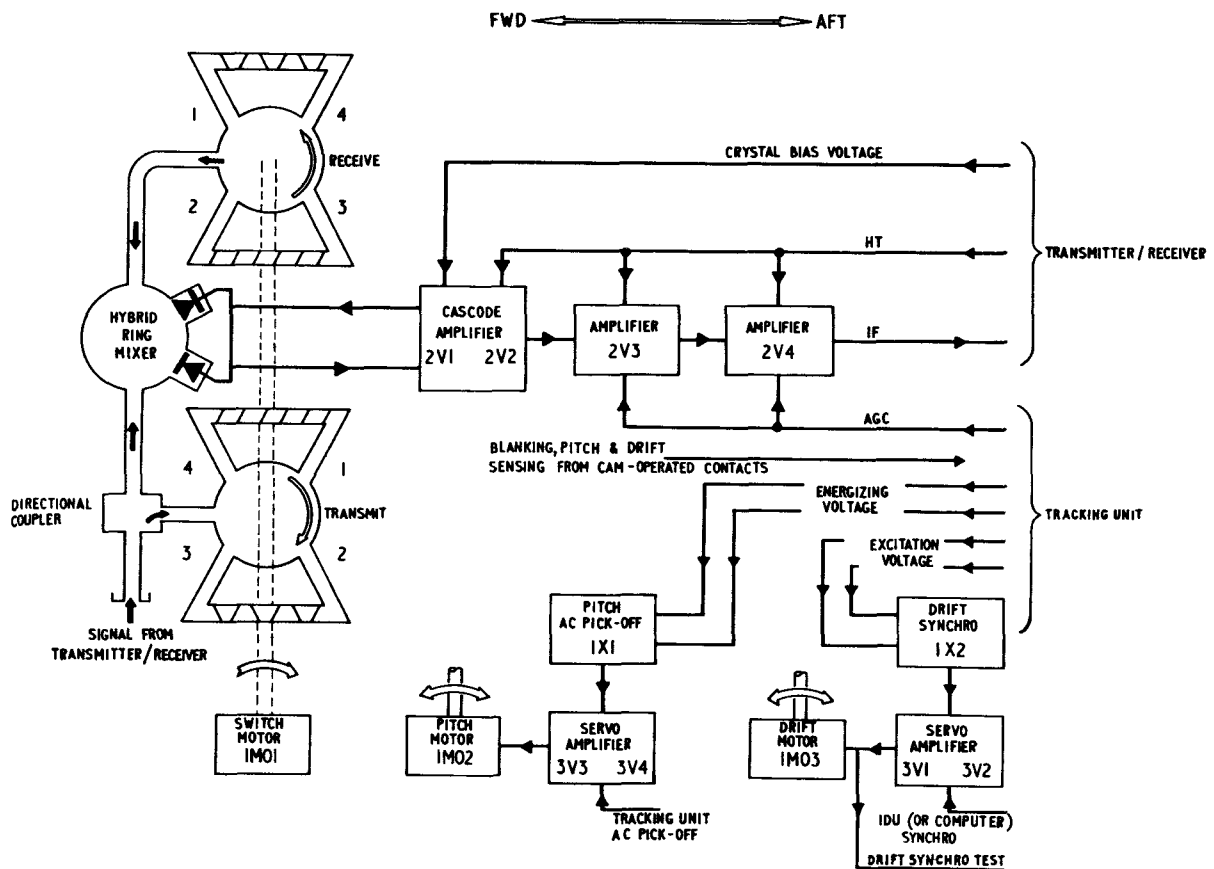 FWD
AFT
1
4
RECEIVE
2
3
CRYSTAL BIAS VOLTAGE
HT
TRANSMITTER/RECEIVER
HYBRID
RING
MIXER
CASCODE
AMPLIFIER
2V1 2V2
AMPLIFIER
2V3
AMPLIFIER
2V4
IF
AGC
BLANKING, PITCH & DRIFT
SENSING FROM CAM-OPERATED CONTACTS
4
1
DIRECTIONAL
COUPLER
TRANSMIT
3
2
ENERGIZING
VOLTAGE
TRACKING UNIT
EXCITATION
VOLTAGE
SIGNAL FROM
TRANSMITTER/RECEIVER
PITCH
AC PICK-OFF
1X1
DRIFT
SYNCHRO
1X2
SWITCH
MOTOR
1M01
PITCH
MOTOR
1M02
SERVO
AMPLIFIER
3V3 3V4
DRIFT
MOTOR
1M03
SERVO
AMPLIFIER
3V1 3V2
TRACKING UNIT
AC PICK-OFF
IDU (OR COMPUTER)
SYNCHRO
DRIFT SYNCHRO TEST